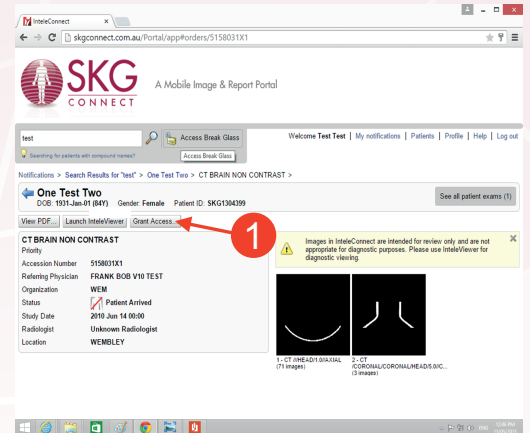 InteleConnect
skgconnect.com.au/Portal/app#orders/5158031X1
SKG
CONNECT
A Mobile Image & Report Portal
test
Access Break Glass
Welcome Test Test | My notifications | Patients | Profile | Help | Log out
Searching for patients with compound names?
Access Break Glass
Notifications > Search Results for "test" > One Test Two > CT BRAIN NON CONTRAST >
One Test Two
DOB: 1931-Jan-01 (84Y) Gender: Female Patient ID: SKG1304399
See all patient exams (1)
View PDF... Launch InteleViewer Grant Access...
1
CT BRAIN NON CONTRAST
Priority
Accession Number 5158031X1
Referring Physician FRANK BOB V10 TEST
Organization WEM
Status Patient Arrived
Study Date 2010 Jun 14 00:00
Radiologist Unknown Radiologist
Location WEMBLEY
Images in InteleConnect are intended for review only and are not
appropriate for diagnostic purposes. Please use InteleViewer for
diagnostic viewing.
1 - CT //HEAD/1.0/AXIAL
(71 images)
2 - CT
/CORONAL/CORONAL/HEAD/5.0/C...
(3 images)